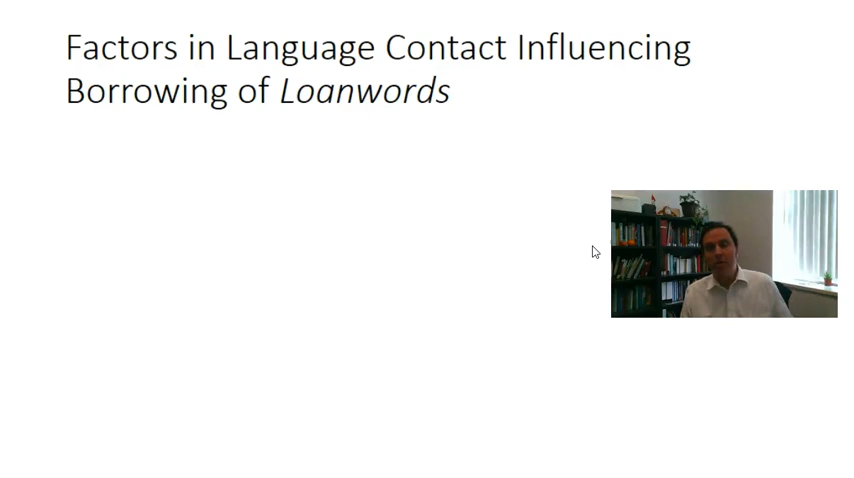 Factors in Language Contact Influencing
Borrowing of Loanwords